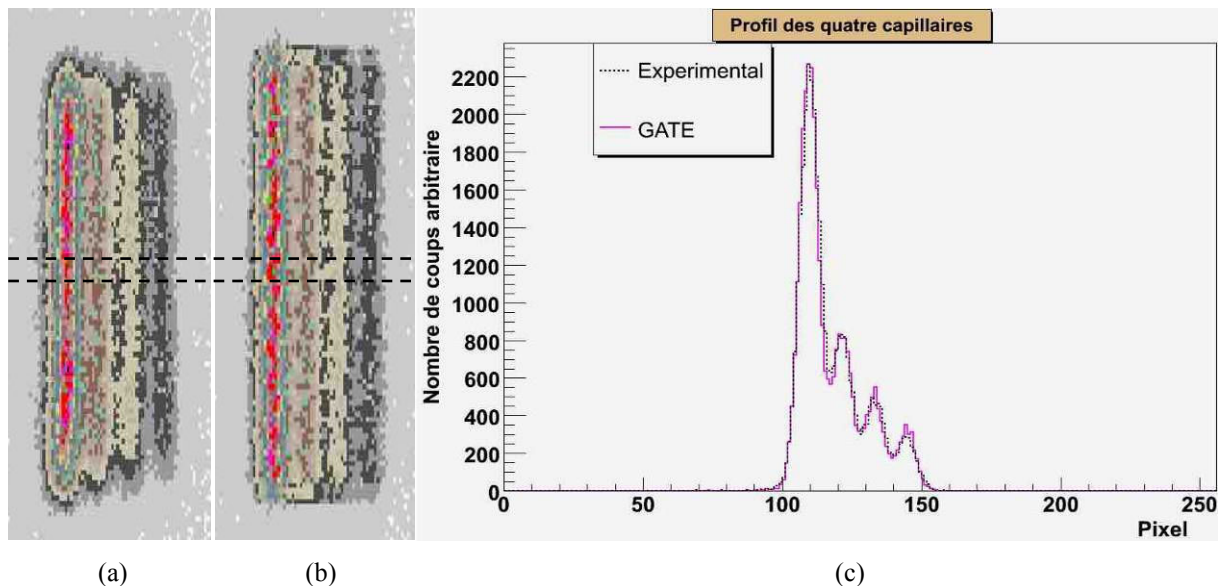 Profil des quatre capillaires
Experimental
GATE
Nombre de coups arbitraire
2200
2000
1800
1600
1400
1200
1000
800
600
400
200
0
0 50 100 150 200 250
Pixel
(a) (b) (c)